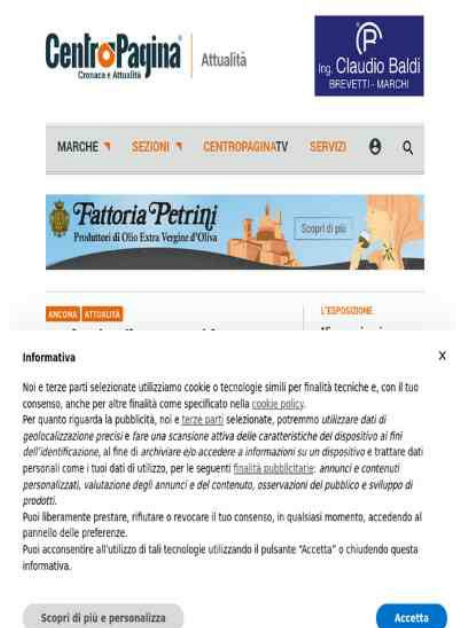 CentroPagina
Cronaca e Attualità
Attualità
Ing. Claudio Baldi
BREVETTI - MARCHI
MARCHE
SEZIONI
CENTROPAGINATV
SERVIZI
Fattoria Petrini
Produttori di Olio Extra Vergine d'Oliva
Scopri di più
ANCONA ATTUALITÀ
L'ESPOSIZIONE
Informativa
X
Noi e terze parti selezionate utilizziamo cookie o tecnologie simili per finalità tecniche e, con il tuo
consenso, anche per altre finalità come specificato nella cookie policy.
Per quanto riguarda la pubblicità, noi e terze parti selezionate, potremmo utilizzare dati di
geolocalizzazione precisi e fare una scansione attiva delle caratteristiche del dispositivo ai fini
dell'identificazione, al fine di archiviare e/o accedere a informazioni su un dispositivo e trattare dati
personali come i tuoi dati di utilizzo, per le seguenti finalità pubblicitarie: annunci e contenuti
personalizzati, valutazione degli annunci e del contenuto, osservazioni del pubblico e sviluppo di
prodotti.
Puoi liberamente prestare, rifiutare o revocare il tuo consenso, in qualsiasi momento, accedendo al
pannello delle preferenze.
Puoi acconsentire all'utilizzo di tali tecnologie utilizzando il pulsante "Accetta" o chiudendo questa
informativa.
Scopri di più e personalizza
Accetta